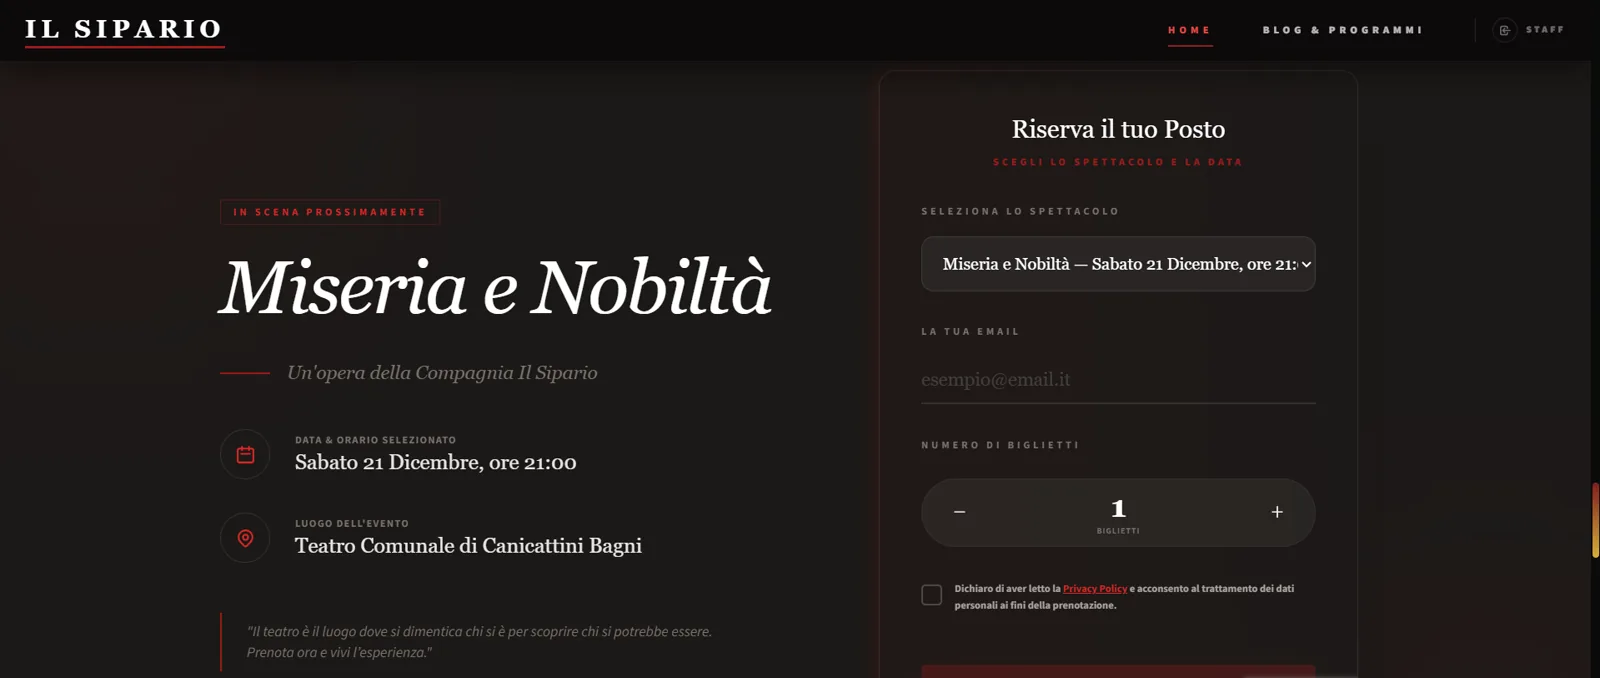 IL SIPARIO
HOME
BLOG & PROGRAMMI
STAFF
IN SCENA PROSSIMAMENTE
Miseria e Nobiltà
Un'opera della Compagnia Il Sipario
DATA & ORARIO SELEZIONATO
Sabato 21 Dicembre, ore 21:00
LUOGO DELL'EVENTO
Teatro Comunale di Canicattini Bagni
"Il teatro è il luogo dove si dimentica chi si è per scoprire chi si potrebbe essere.
Prenota ora e vivi l'esperienza."
Riserva il tuo Posto
SCEGLI LO SPETTACOLO E LA DATA
SELEZIONA LO SPETTACOLO
Miseria e Nobiltà — Sabato 21 Dicembre, ore 21:
LA TUA EMAIL
esempio@email.it
NUMERO DI BIGLIETTI
− 1 +
BIGLIETTI
Dichiaro di aver letto la Privacy Policy e acconsento al trattamento dei dati
personali ai fini della prenotazione.